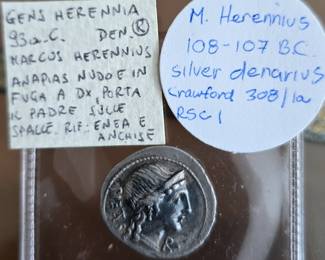 GENS HERENNIA
93 a.C. DEN. R
MARCUS HERENNIUS
ANAPIAS NUDO E IN
FUGA A DX, PORTA
IL PADRE SULLE
SPALLE. RIF: ENEA E
ANCHISE
M. Herennius
108-107 B.C.
silver denarius
Crawford 308/1a
RSC 1